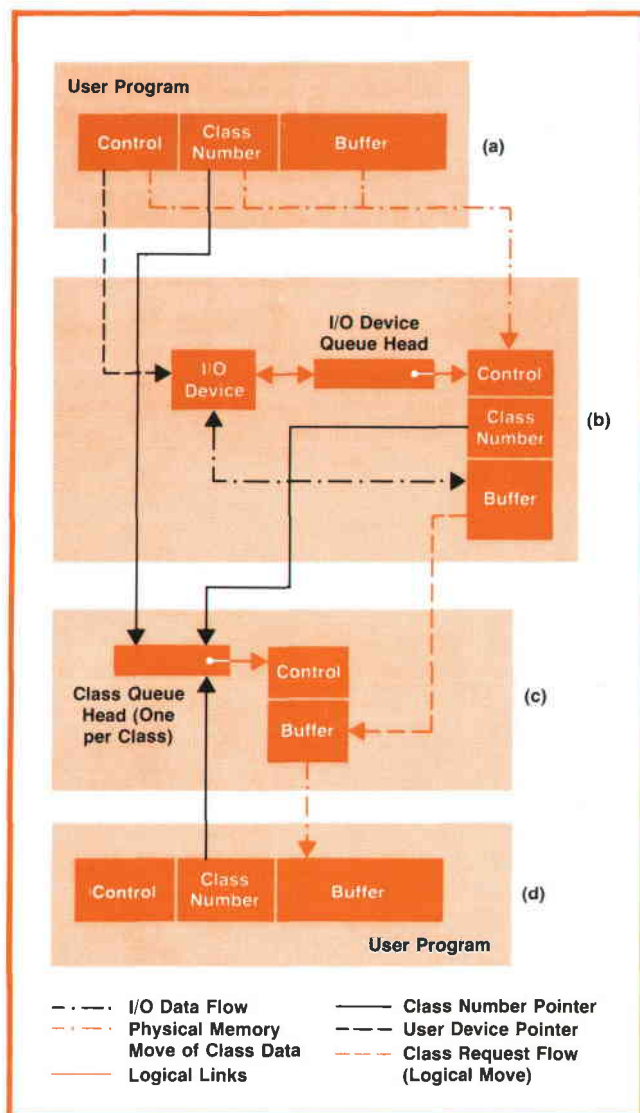 User Program
Control
Class
Number
Buffer
(a)
I/O Device
Queue Head
I/O
Device
Control
Class
Number
Buffer
(b)
Class Queue
Head (One
per Class)
Control
Buffer
(c)
Control
Class
Number
Buffer
(d)
User Program
I/O Data Flow
Physical Memory
Move of Class Data
Logical Links
Class Number Pointer
User Device Pointer
Class Request Flow
(Logical Move)